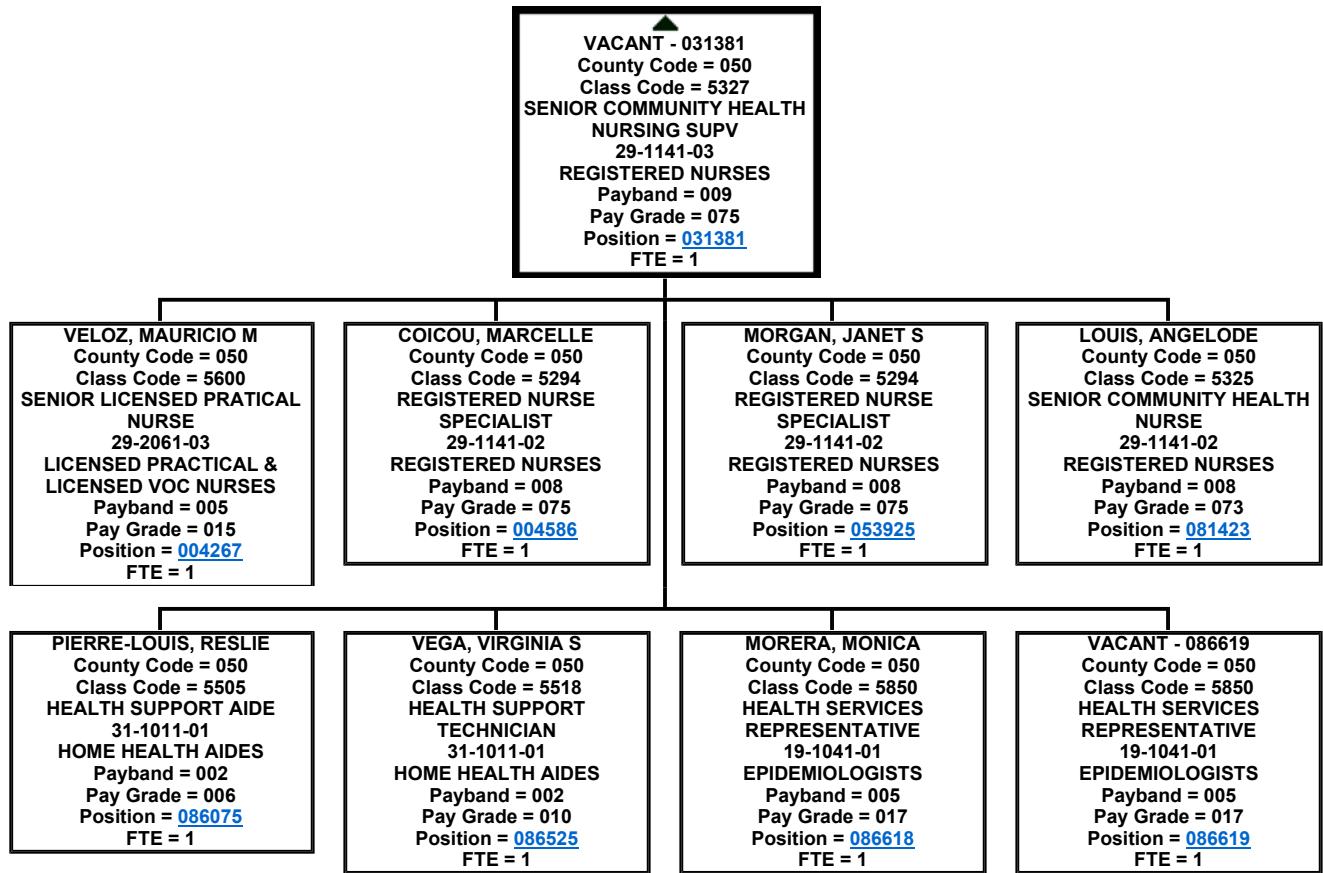 VACANT - 031381
County Code = 050
Class Code = 5327
SENIOR COMMUNITY HEALTH
NURSING SUPV
29-1141-03
REGISTERED NURSES
Payband = 009
Pay Grade = 075
Position = 031381
FTE = 1
VELOZ, MAURICIO M
County Code = 050
Class Code = 5600
SENIOR LICENSED PRATICAL
NURSE
29-2061-03
LICENSED PRACTICAL &
LICENSED VOC NURSES
Payband = 005
Pay Grade = 015
Position = 004267
FTE = 1
COICOU, MARCELLE
County Code = 050
Class Code = 5294
REGISTERED NURSE
SPECIALIST
29-1141-02
REGISTERED NURSES
Payband = 008
Pay Grade = 075
Position = 004586
FTE = 1
MORGAN, JANET S
County Code = 050
Class Code = 5294
REGISTERED NURSE
SPECIALIST
29-1141-02
REGISTERED NURSES
Payband = 008
Pay Grade = 075
Position = 053925
FTE = 1
LOUIS, ANGELODE
County Code = 050
Class Code = 5325
SENIOR COMMUNITY HEALTH
NURSE
29-1141-02
REGISTERED NURSES
Payband = 008
Pay Grade = 073
Position = 081423
FTE = 1
PIERRE-LOUIS, RESLIE
County Code = 050
Class Code = 5505
HEALTH SUPPORT AIDE
31-1011-01
HOME HEALTH AIDES
Payband = 002
Pay Grade = 006
Position = 086075
FTE = 1
VEGA, VIRGINIA S
County Code = 050
Class Code = 5518
HEALTH SUPPORT
TECHNICIAN
31-1011-01
HOME HEALTH AIDES
Payband = 002
Pay Grade = 010
Position = 086525
FTE = 1
MORERA, MONICA
County Code = 050
Class Code = 5850
HEALTH SERVICES
REPRESENTATIVE
19-1041-01
EPIDEMIOLOGISTS
Payband = 005
Pay Grade = 017
Position = 086618
FTE = 1
VACANT - 086619
County Code = 050
Class Code = 5850
HEALTH SERVICES
REPRESENTATIVE
19-1041-01
EPIDEMIOLOGISTS
Payband = 005
Pay Grade = 017
Position = 086619
FTE = 1